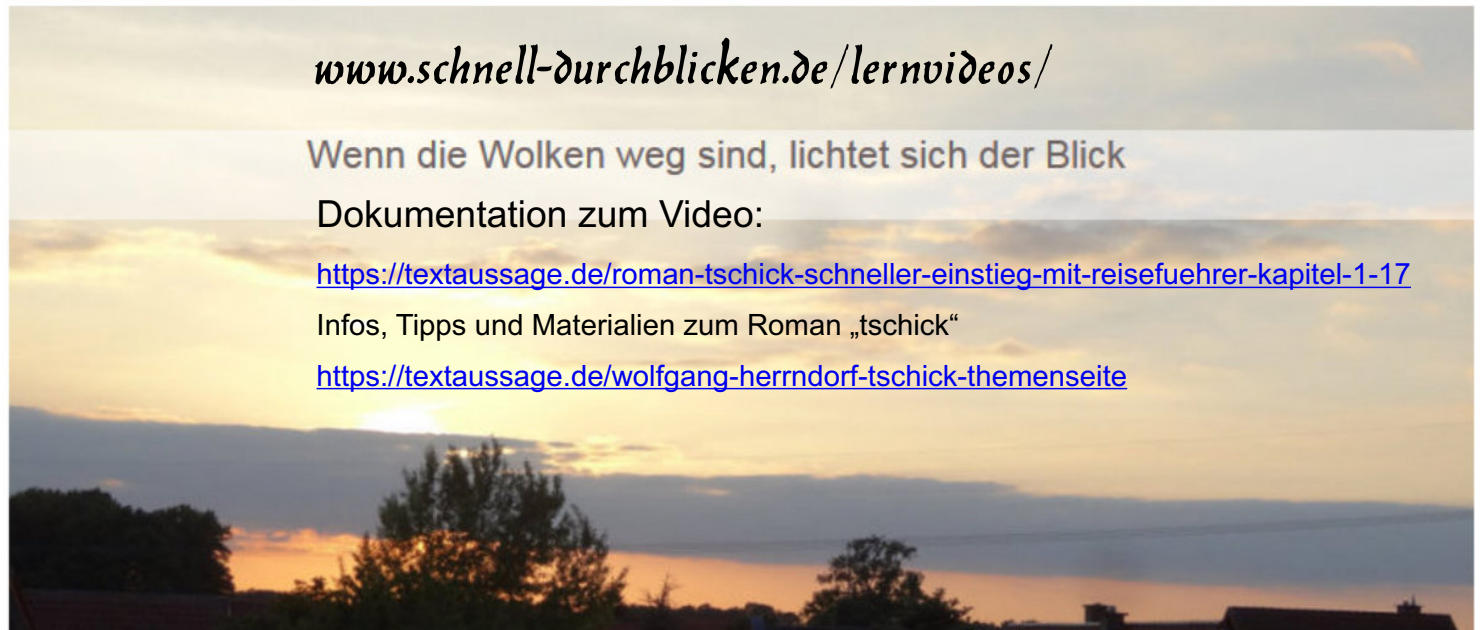 www.schnell-durchblicken.de/lernvideos/
Wenn die Wolken weg sind, lichtet sich der Blick
Dokumentation zum Video:
https://textaussage.de/roman-tschick-schneller-einstieg-mit-reisefuehrer-kapitel-1-17
Infos, Tipps und Materialien zum Roman „tschick“
https://textaussage.de/wolfgang-herrndorf-tschick-themenseite